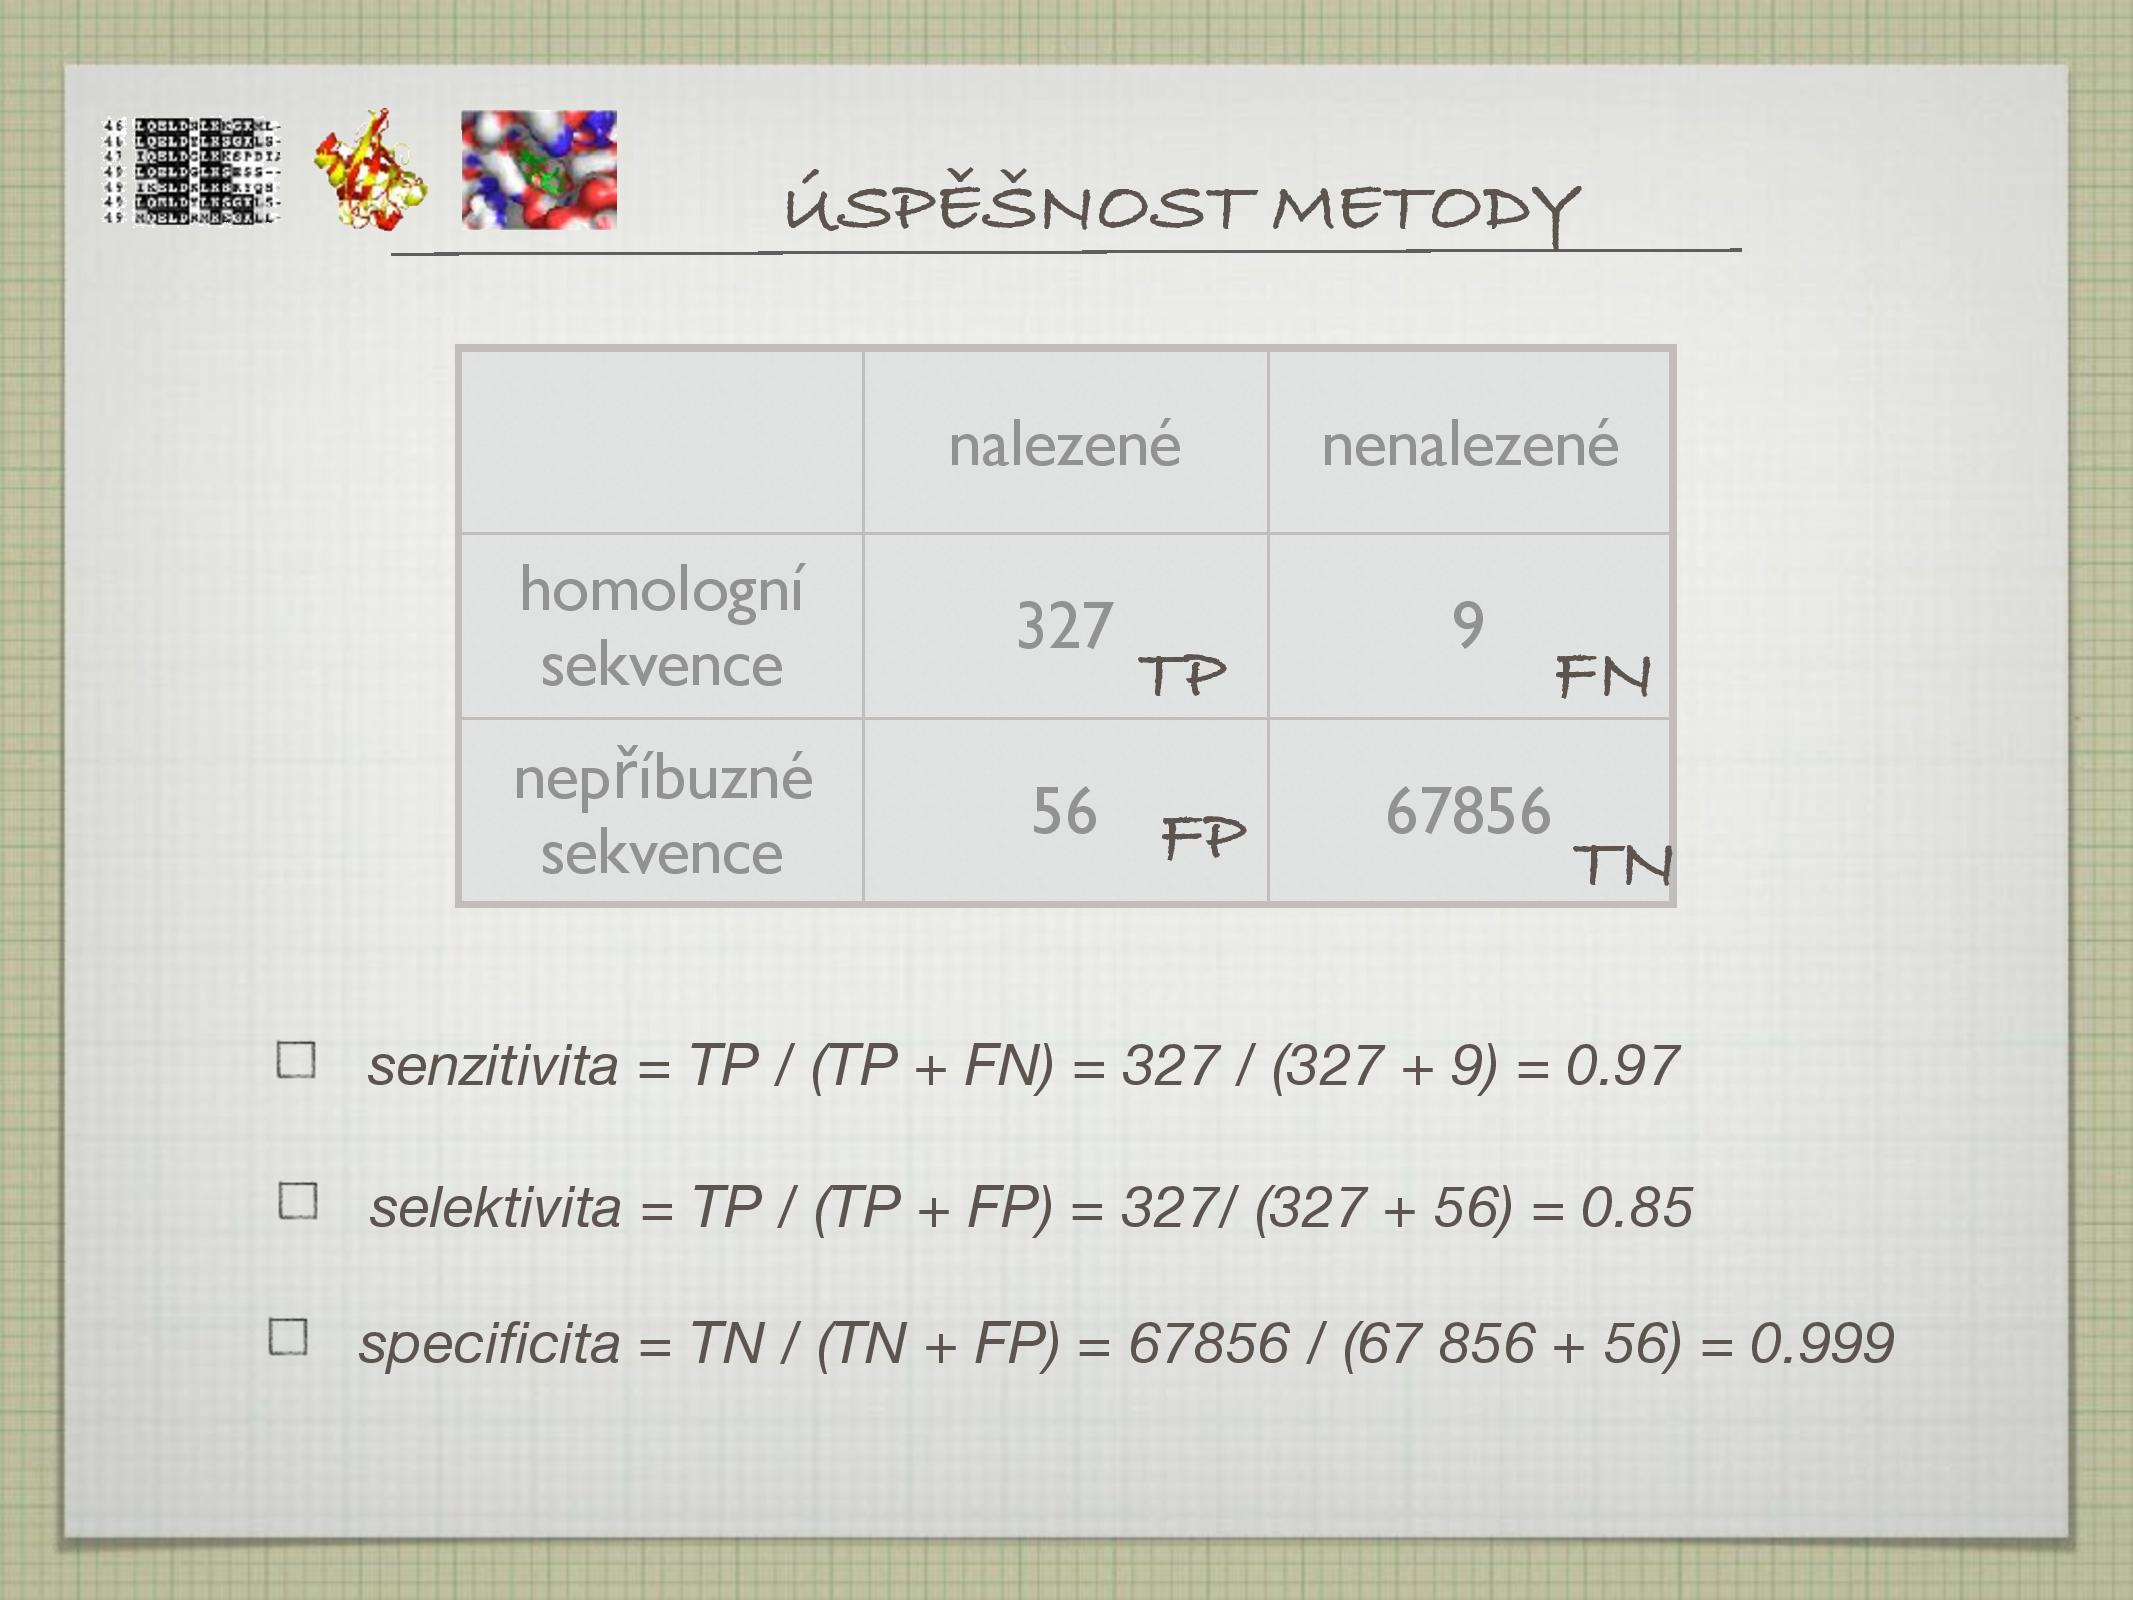 ÚSPĚŠNOST METODY
nalezené nenalezené
homologní
sekvence
327 TP
9 FN
nepříbuzné
sekvence
56 FP
67856 TN
senzitivita = TP / (TP + FN) = 327 / (327 + 9) = 0.97
selektivita = TP / (TP + FP) = 327/ (327 + 56) = 0.85
specificita = TN / (TN + FP) = 67856 / (67 856 + 56) = 0.999